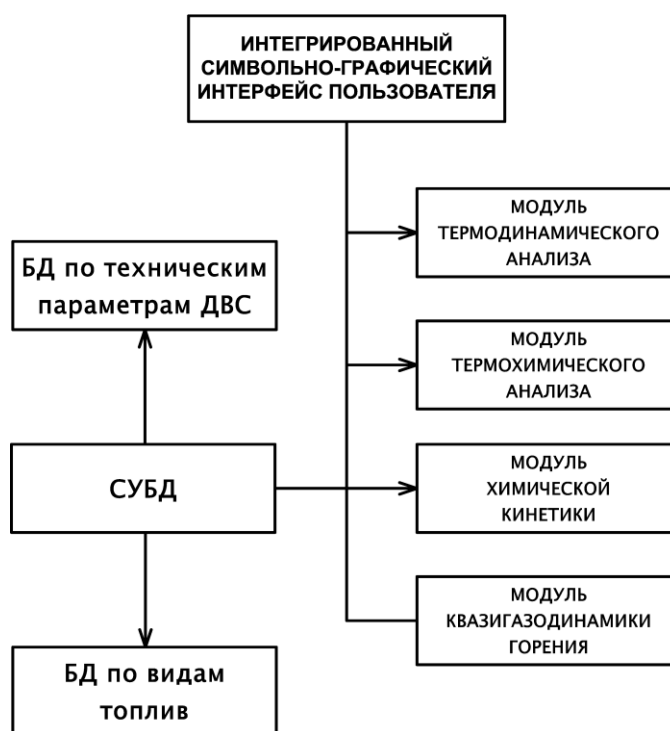 ИНТЕГРИРОВАННЫЙ
СИМВОЛЬНО-ГРАФИЧЕСКИЙ
ИНТЕРФЕЙС ПОЛЬЗОВАТЕЛЯ
МОДУЛЬ
ТЕРМОДИНАМИЧЕСКОГО
АНАЛИЗА
БД по техническим
параметрам ДВС
МОДУЛЬ
ТЕРМОХИМИЧЕСКОГО
АНАЛИЗА
СУБД
МОДУЛЬ
ХИМИЧЕСКОЙ
КИНЕТИКИ
МОДУЛЬ
КВАЗИГАЗОДИНАМИКИ
ГОРЕНИЯ
БД по видам
топлив